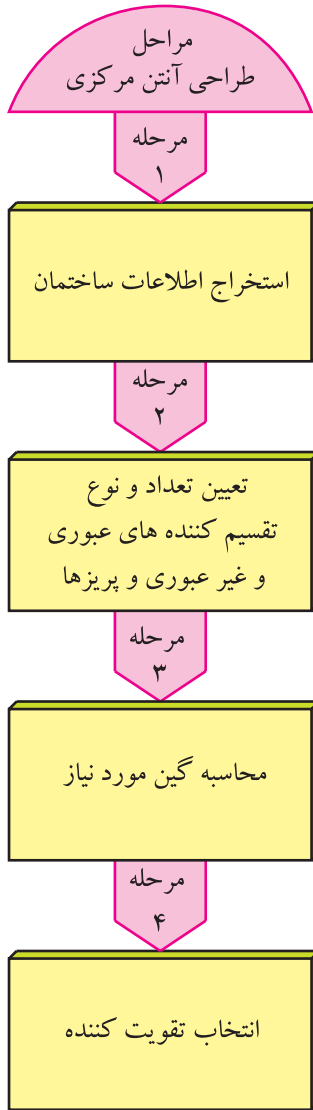 مراحل
طراحی آنتن مرکزی
مرحله
۱
استخراج اطلاعات ساختمان
مرحله
۲
تعیین تعداد و نوع
تقسیم کننده های عبوری
و غیر عبوری و پریزها
مرحله
۳
محاسبه گین مورد نیاز
مرحله
۴
انتخاب تقویت کننده